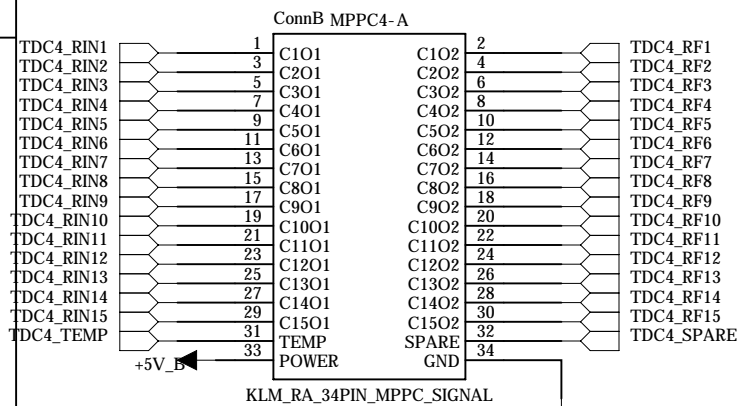 ConnB MPPC4-A
TDC4_RIN1 1 C1O1 C1O2 2 TDC4_RF1
TDC4_RIN2 3 C2O1 C2O2 4 TDC4_RF2
TDC4_RIN3 5 C3O1 C3O2 6 TDC4_RF3
TDC4_RIN4 7 C4O1 C4O2 8 TDC4_RF4
TDC4_RIN5 9 C5O1 C5O2 10 TDC4_RF5
TDC4_RIN6 11 C6O1 C6O2 12 TDC4_RF6
TDC4_RIN7 13 C7O1 C7O2 14 TDC4_RF7
TDC4_RIN8 15 C8O1 C8O2 16 TDC4_RF8
TDC4_RIN9 17 C9O1 C9O2 18 TDC4_RF9
TDC4_RIN10 19 C10O1 C10O2 20 TDC4_RF10
TDC4_RIN11 21 C11O1 C11O2 22 TDC4_RF11
TDC4_RIN12 23 C12O1 C12O2 24 TDC4_RF12
TDC4_RIN13 25 C13O1 C13O2 26 TDC4_RF13
TDC4_RIN14 27 C14O1 C14O2 28 TDC4_RF14
TDC4_RIN15 29 C15O1 C15O2 30 TDC4_RF15
TDC4_TEMP 31 TEMP SPARE 32 TDC4_SPARE
+5V_B 33 POWER GND 34
KLM_RA_34PIN_MPPC_SIGNAL